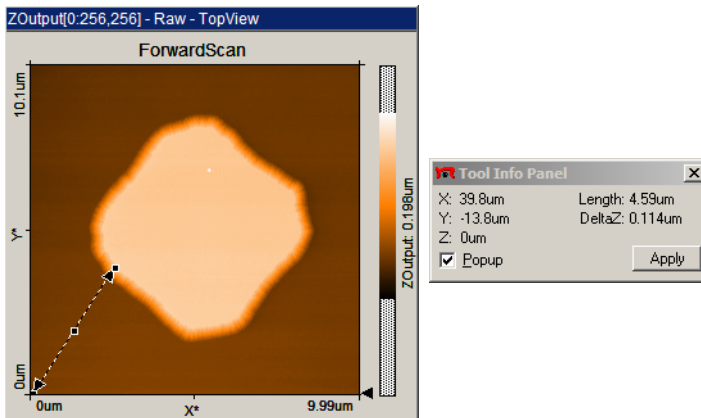 ZOutput[0:256,256] - Raw - TopView
ForwardScan
10.1um
Y*
0um
0um
X*
9.99um
ZOutput: 0.198um
Tool Info Panel
X: 39.8um Length: 4.59um
Y: -13.8um DeltaZ: 0.114um
Z: 0um
Popup Apply